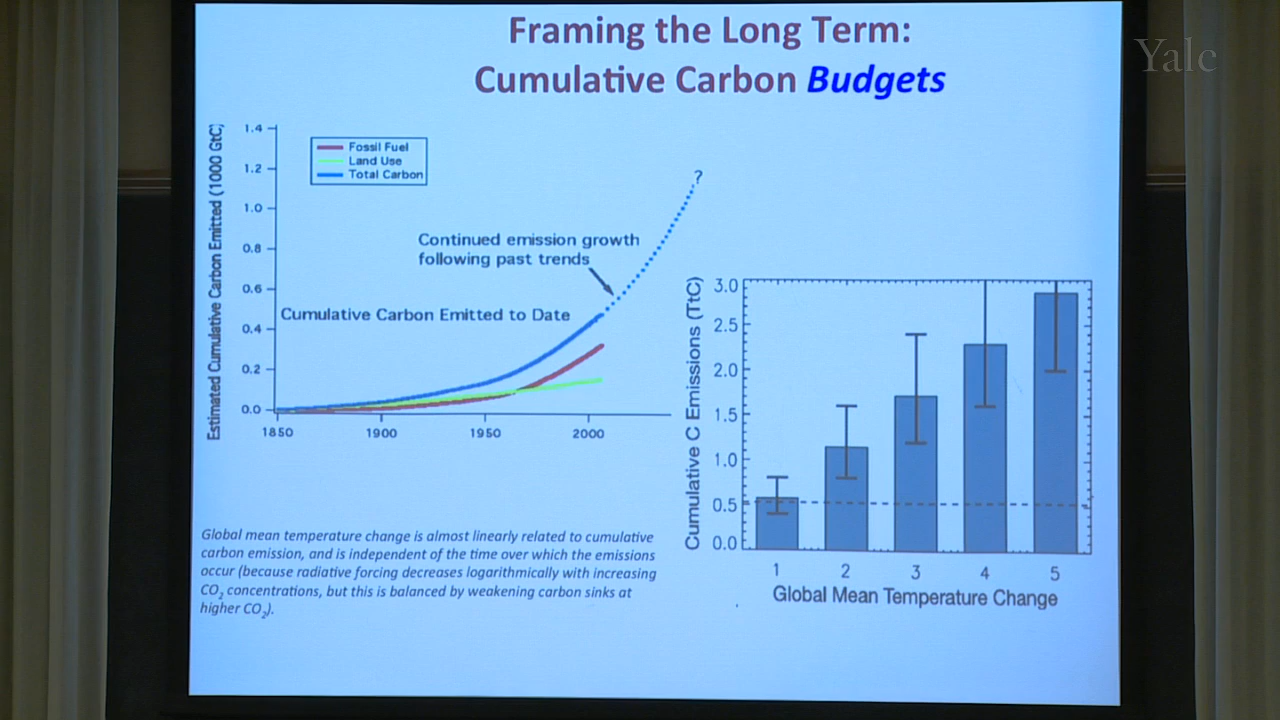 Framing the Long Term:
Cumulative Carbon Budgets
Yale
Estimated Cumulative Carbon Emitted (1000 GtC)
1.4
1.2
1.0
0.8
0.6
0.4
0.2
0.0
Fossil Fuel
Land Use
Total Carbon
?
Continued emission growth
following past trends
Cumulative Carbon Emitted to Date
1850
1900
1950
2000
Cumulative C Emissions (TtC)
3.0
2.5
2.0
1.5
1.0
0.5
0.0
1
2
3
4
5
Global Mean Temperature Change
Global mean temperature change is almost linearly related to cumulative
carbon emission, and is independent of the time over which the emissions
occur (because radiative forcing decreases logarithmically with increasing
CO₂ concentrations, but this is balanced by weakening carbon sinks at
higher CO₂).